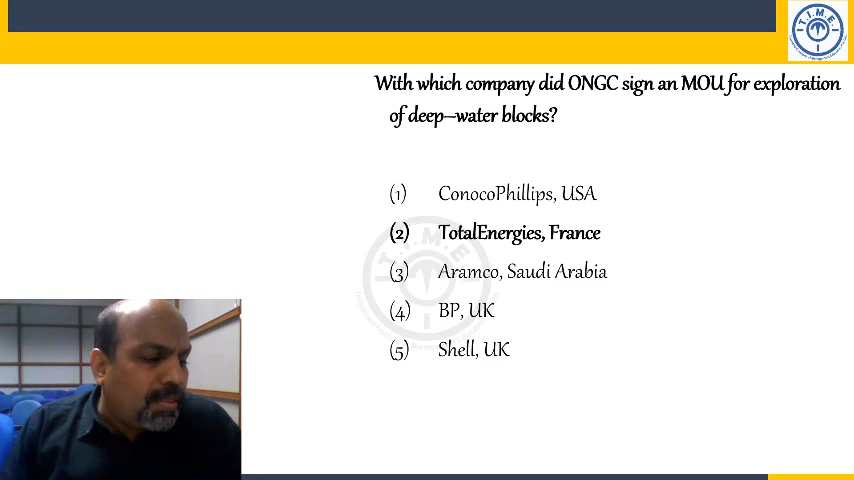 T.I.M.E.
With which company did ONGC sign an MOU for exploration
of deep–water blocks?
(1) ConocoPhillips, USA
(2) TotalEnergies, France
(3) Aramco, Saudi Arabia
(4) BP, UK
(5) Shell, UK